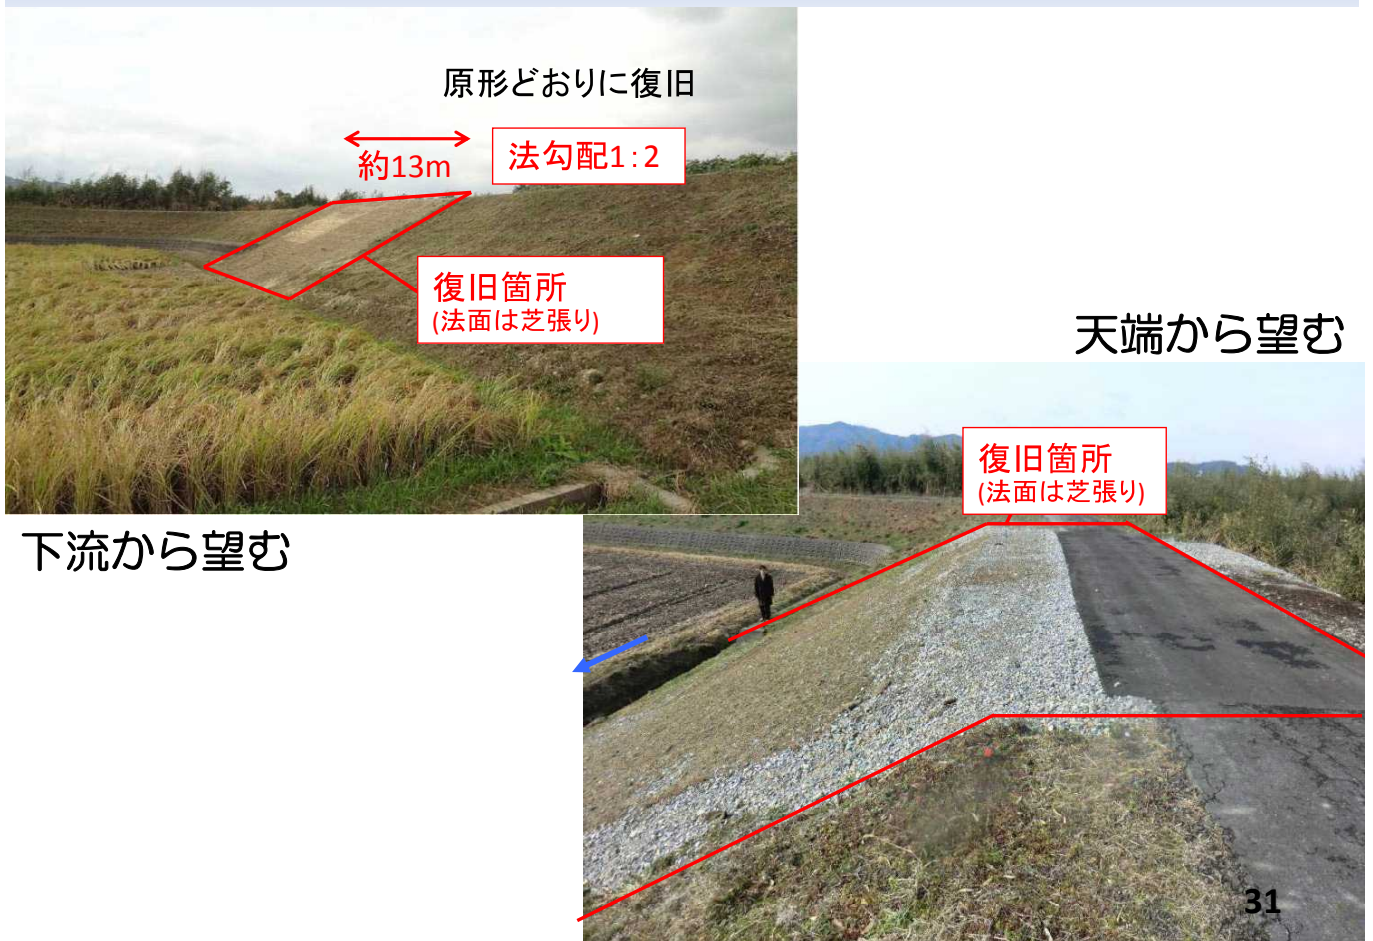 原形どおりに復旧
約13m
法勾配1:2
復旧箇所
(法面は芝張り)
下流から望む
天端から望む
復旧箇所
(法面は芝張り)
31